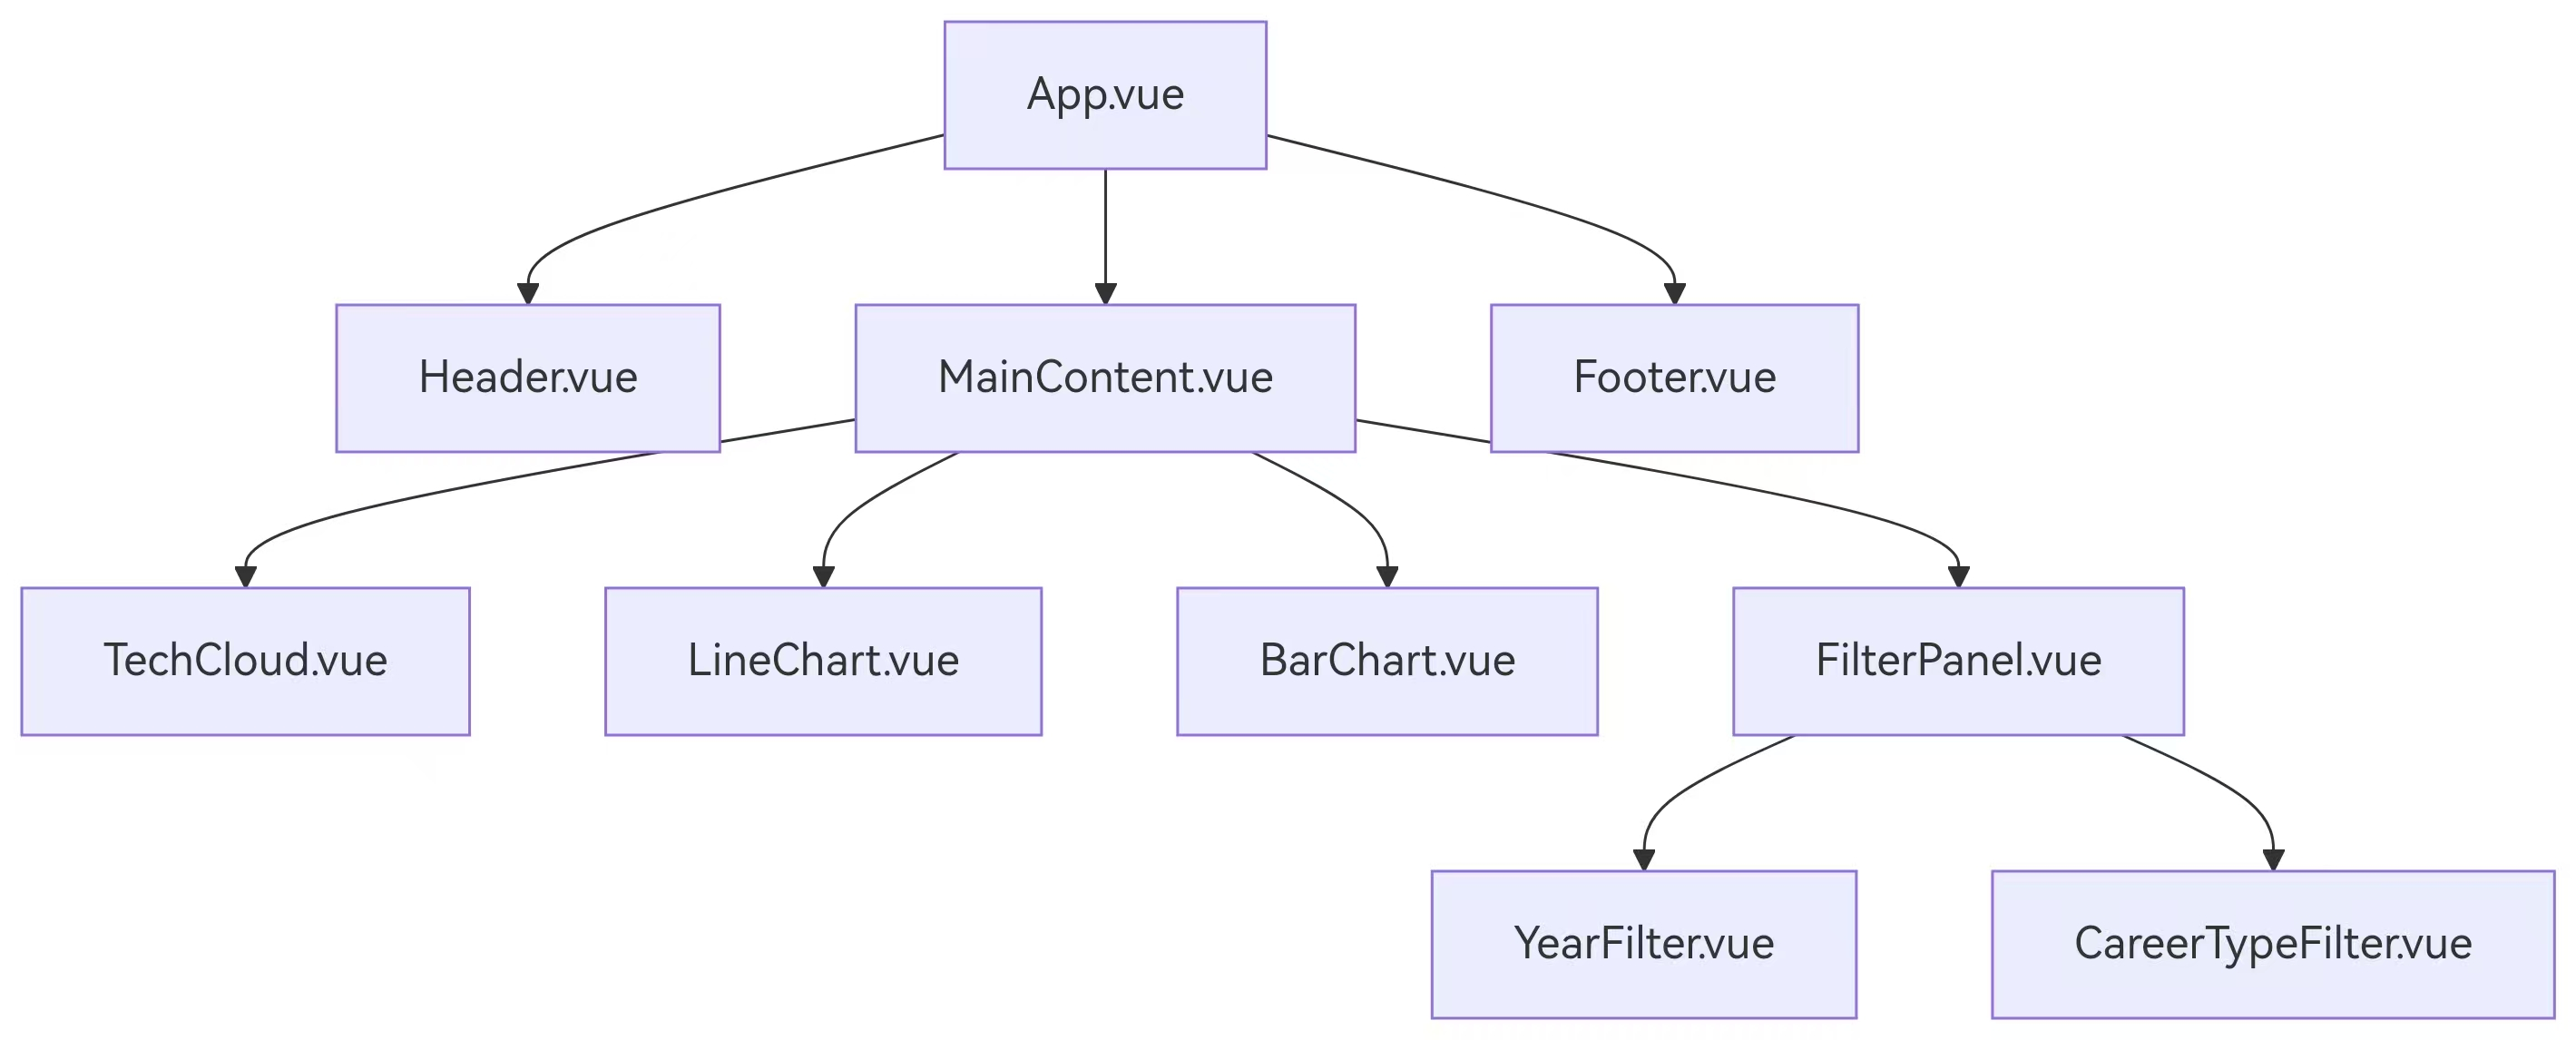 App.vue
Header.vue
MainContent.vue
Footer.vue
TechCloud.vue
LineChart.vue
BarChart.vue
FilterPanel.vue
YearFilter.vue
CareerTypeFilter.vue